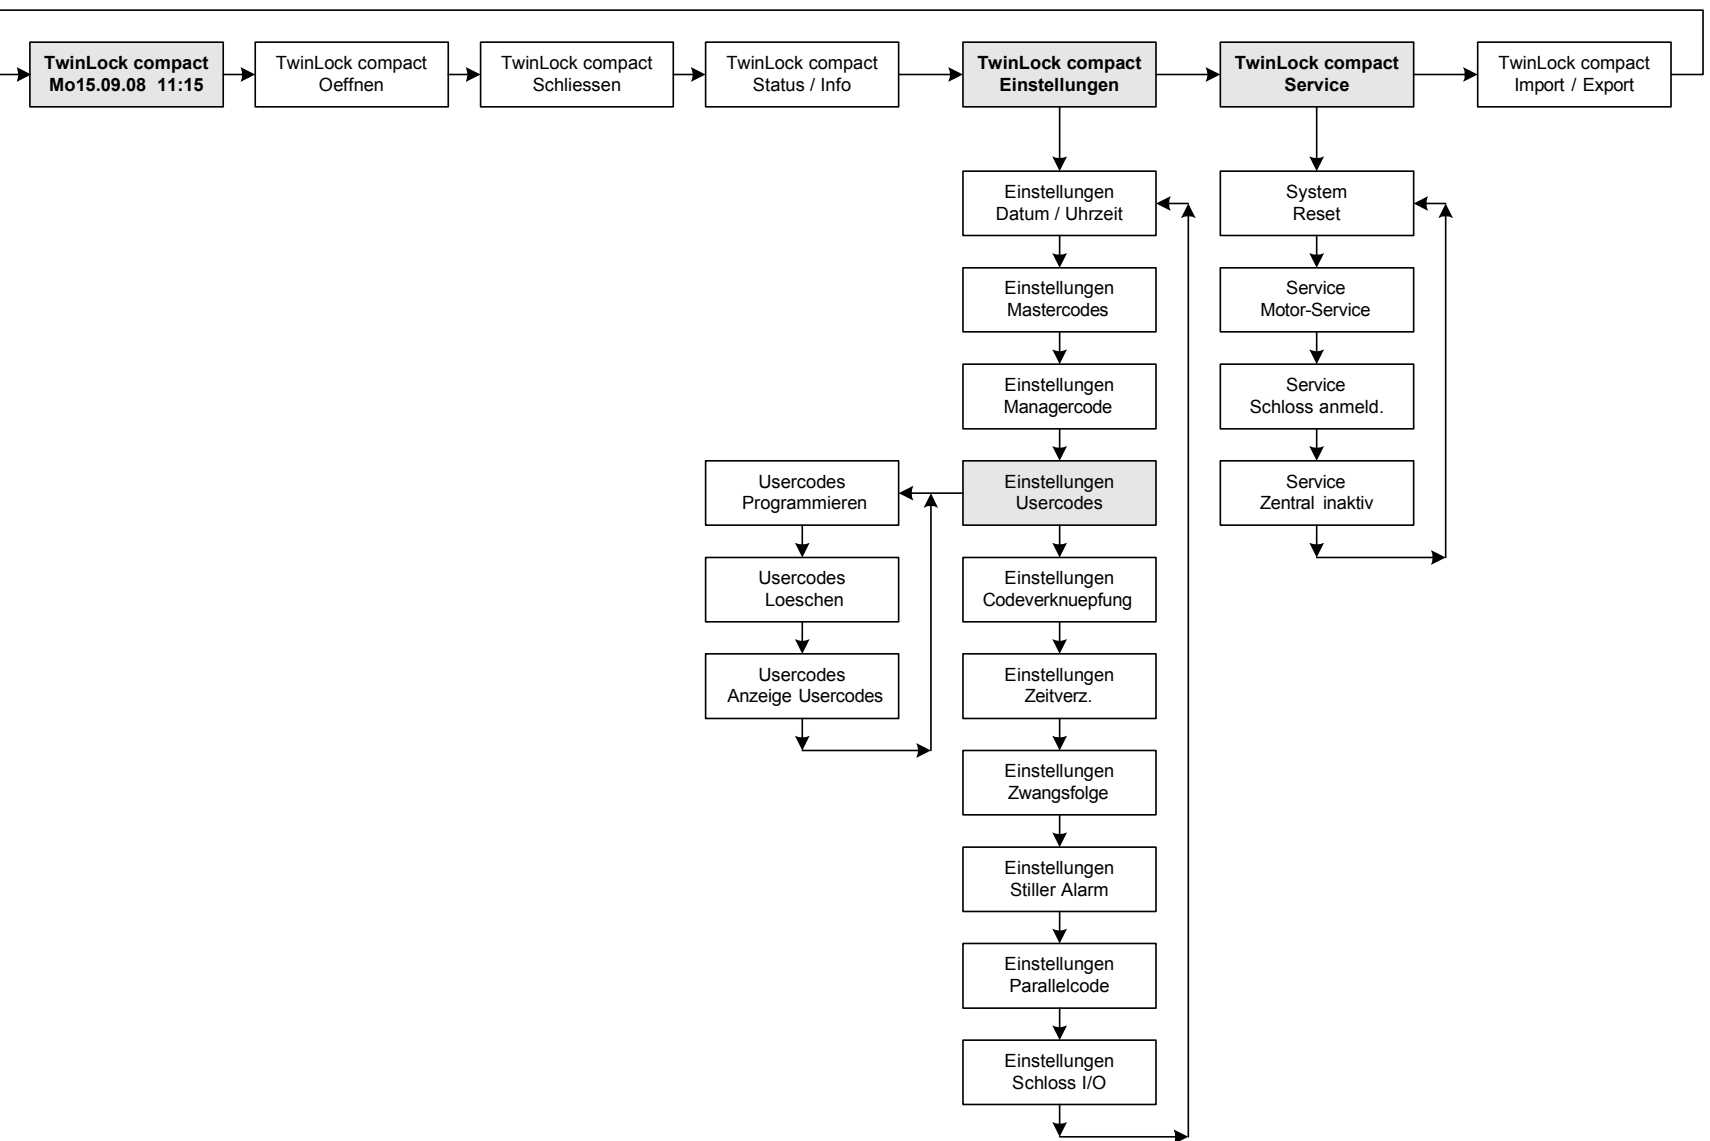 TwinLock compact
Mo15.09.08 11:15
TwinLock compact
Oeffnen
TwinLock compact
Schliessen
TwinLock compact
Status / Info
TwinLock compact
Einstellungen
TwinLock compact
Service
TwinLock compact
Import / Export
Einstellungen
Datum / Uhrzeit
Einstellungen
Mastercodes
Einstellungen
Managercode
Einstellungen
Usercodes
Usercodes
Programmieren
Usercodes
Loeschen
Usercodes
Anzeige Usercodes
Einstellungen
Codeverknuepfung
Einstellungen
Zeitverz.
Einstellungen
Zwangsfolge
Einstellungen
Stiller Alarm
Einstellungen
Parallelcode
Einstellungen
Schloss I/O
System
Reset
Service
Motor-Service
Service
Schloss anmeld.
Service
Zentral inaktiv